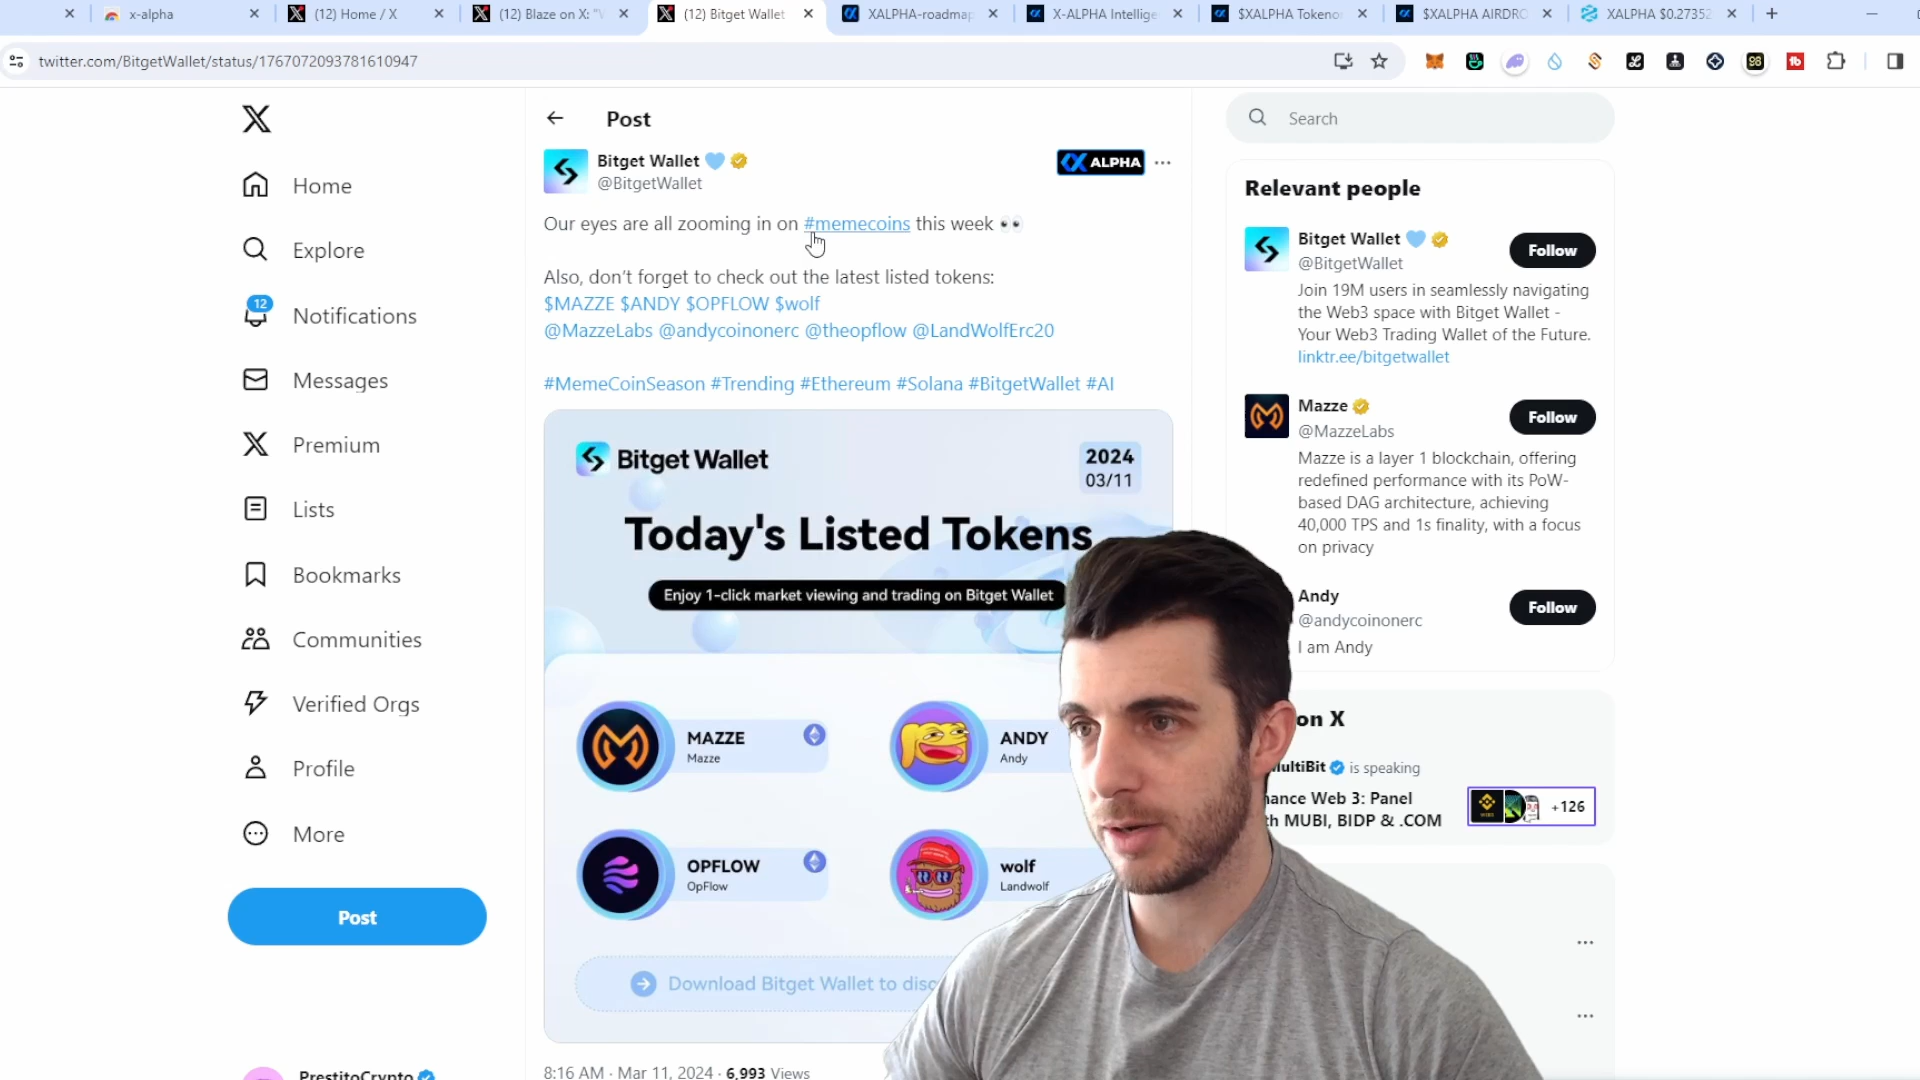 x-alpha
(12) Home / X
(12) Blaze on X: "V
(12) Bitget Wallet
XALPHA-roadmap
X-ALPHA Intellige
$XALPHA Tokeno
$XALPHA AIRDRO
XALPHA $0.27352
twitter.com/BitgetWallet/status/1767072093781610947
Home
Explore
12
Notifications
Messages
Premium
Lists
Bookmarks
Communities
Verified Orgs
Profile
More
Post
PrestitoCrypto
Post
Bitget Wallet
@BitgetWallet
ALPHA
Our eyes are all zooming in on #memecoins this week
Also, don't forget to check out the latest listed tokens:
$MAZZE $ANDY $OPFLOW $wolf
@MazzeLabs @andycoinonerc @theopflow @LandWolfErc20
#MemeCoinSeason #Trending #Ethereum #Solana #BitgetWallet #AI
Bitget Wallet
2024
03/11
Today's Listed Tokens
Enjoy 1-click market viewing and trading on Bitget Wallet
MAZZE
Mazze
ANDY
Andy
OPFLOW
OpFlow
wolf
Landwolf
Download Bitget Wallet to disc
8:16 AM · Mar 11, 2024 · 6,993 Views
Search
Relevant people
Bitget Wallet
@BitgetWallet
Follow
Join 19M users in seamlessly navigating
the Web3 space with Bitget Wallet -
Your Web3 Trading Wallet of the Future.
linktr.ee/bitgetwallet
Mazze
@MazzeLabs
Follow
Mazze is a layer 1 blockchain, offering
redefined performance with its PoW-
based DAG architecture, achieving
40,000 TPS and 1s finality, with a focus
on privacy
Andy
@andycoinonerc
Follow
I am Andy
on X
MultiBit is speaking
nance Web 3: Panel
th MUBI, BIDP & .COM
+126